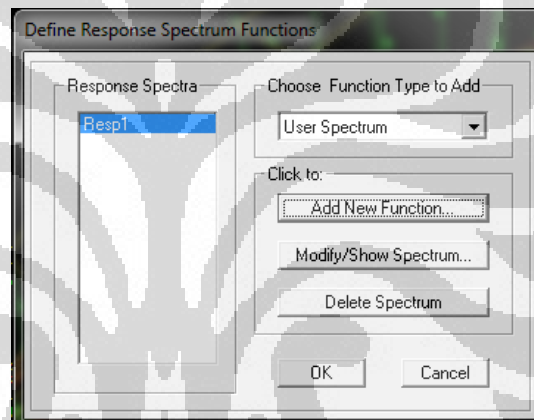 Define Response Spectrum Functions
Response Spectra
Resp1
Choose Function Type to Add
User Spectrum
Click to:
Add New Function...
Modify/Show Spectrum...
Delete Spectrum
OK
Cancel